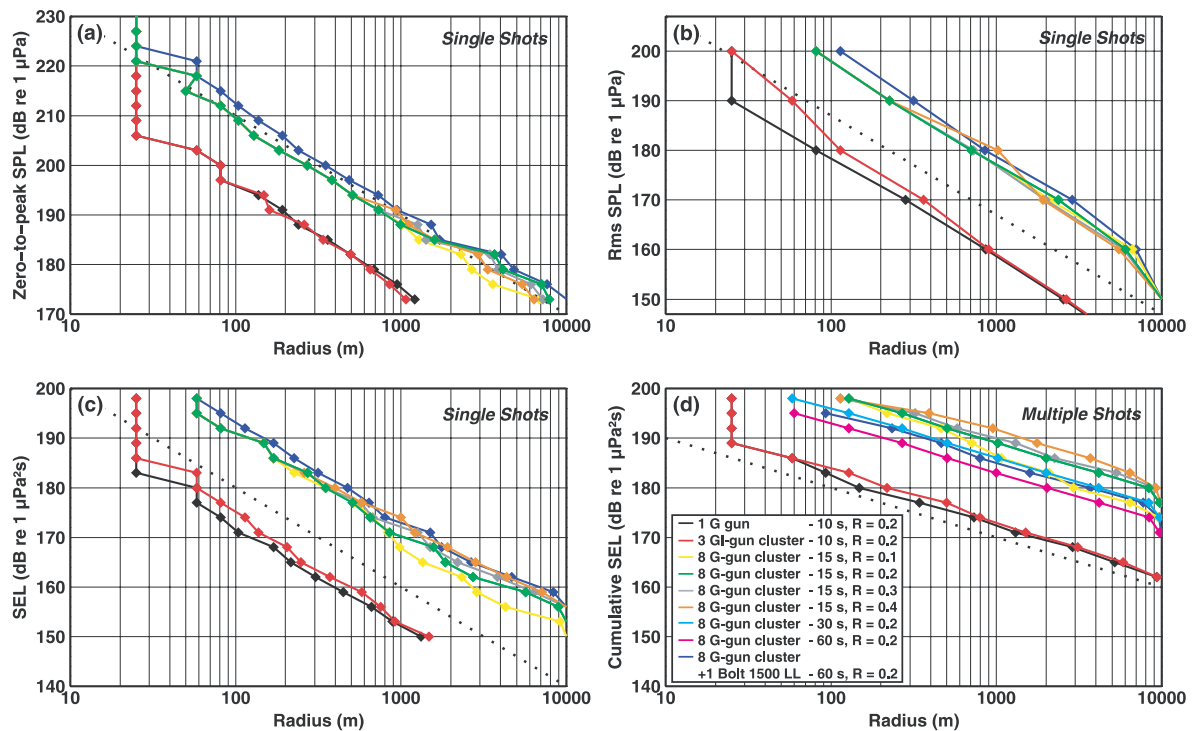 (a)
Single Shots
Zero-to-peak SPL (dB re 1 µPa)
230
220
210
200
190
180
170
10
100
1000
10000
Radius (m)
(b)
Single Shots
Rms SPL (dB re 1 µPa)
200
190
180
170
160
150
10
100
1000
10000
Radius (m)
(c)
Single Shots
SEL (dB re 1 µPa²s)
200
190
180
170
160
150
140
10
100
1000
10000
Radius (m)
(d)
Multiple Shots
Cumulative SEL (dB re 1 µPa²s)
200
190
180
170
160
150
140
1 G gun - 10 s, R = 0.2
3 GI-gun cluster - 10 s, R = 0.2
8 G-gun cluster - 15 s, R = 0.1
8 G-gun cluster - 15 s, R = 0.2
8 G-gun cluster - 15 s, R = 0.3
8 G-gun cluster - 15 s, R = 0.4
8 G-gun cluster - 30 s, R = 0.2
8 G-gun cluster - 60 s, R = 0.2
8 G-gun cluster
+1 Bolt 1500 LL - 60 s, R = 0.2
10
100
1000
10000
Radius (m)